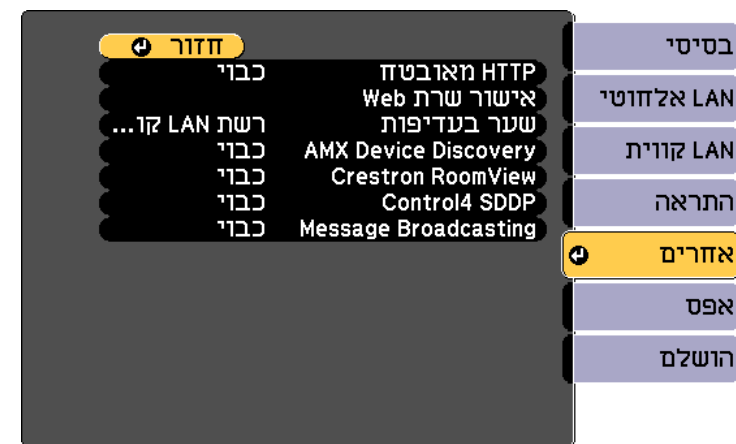 בסיסי
LAN אלחוטי
LAN קווית
התראה
אחרים
אפס
הושלם
חזור
HTTP מאובטח כבוי
אישור שרת Web
שער בעדיפות רשת LAN קו...
AMX Device Discovery כבוי
Crestron RoomView כבוי
Control4 SDDP כבוי
Message Broadcasting כבוי